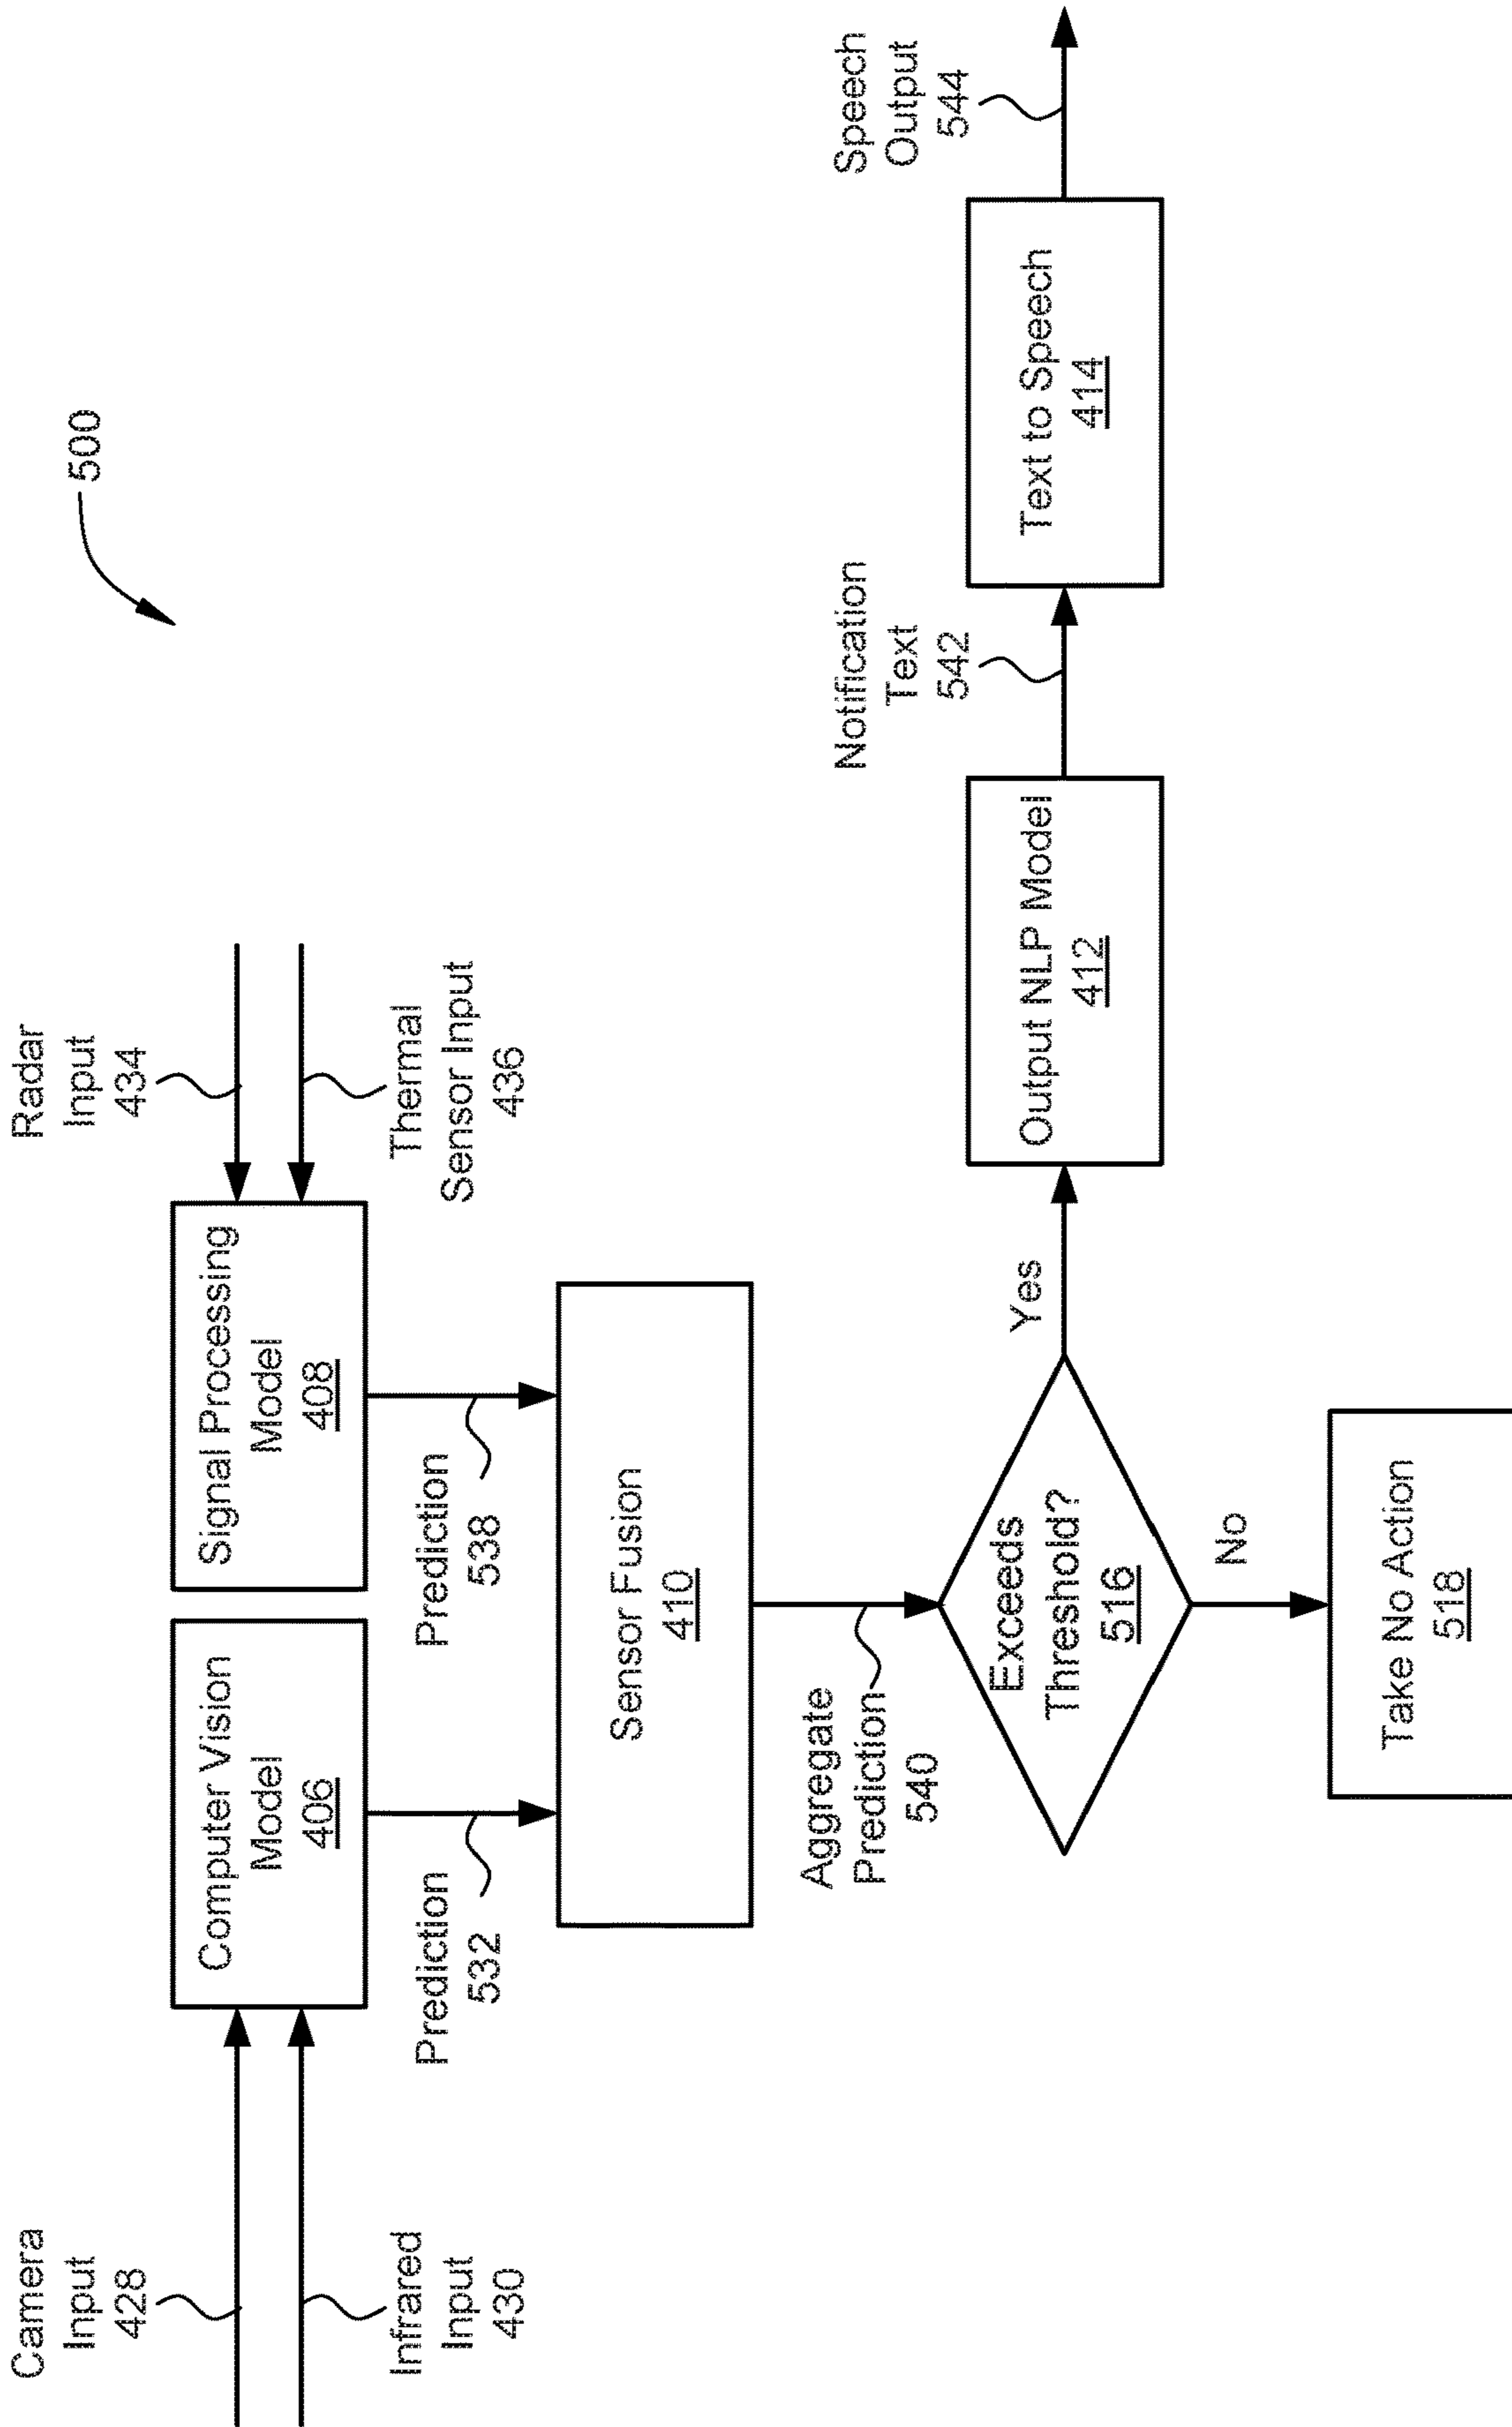 500
Camera
Input
428
Infrared
Input
430
Computer Vision
Model
406
Signal Processing
Model
408
Radar
Input
434
Thermal
Sensor Input
436
Prediction
532
Prediction
538
Sensor Fusion
410
Aggregate
Prediction
540
Exceeds
Threshold?
516
Yes
No
Take No Action
518
Output NLP Model
412
Notification
Text
542
Text to Speech
414
Speech
Output
544